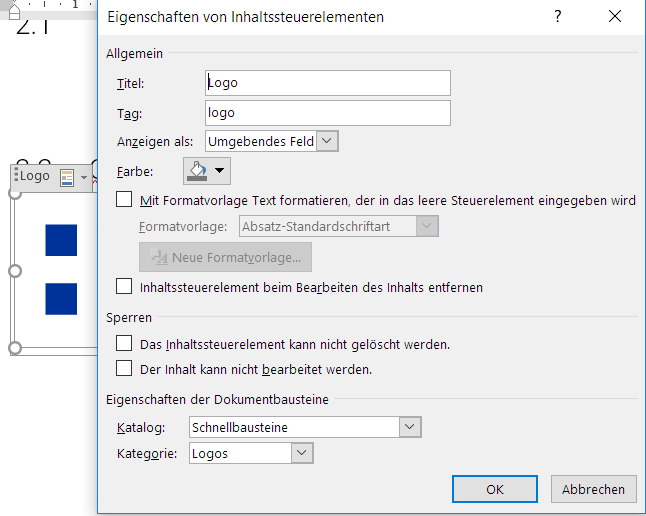 1
2.1
Logo
Eigenschaften von Inhaltssteuerelementen
?
Allgemein
Titel:
Logo
Tag:
logo
Anzeigen als:
Umgebendes Feld
Farbe:
Mit Formatvorlage Text formatieren, der in das leere Steuerelement eingegeben wird
Formatvorlage:
Absatz-Standardschriftart
Neue Formatvorlage...
Inhaltssteuerelement beim Bearbeiten des Inhalts entfernen
Sperren
Das Inhaltssteuerelement kann nicht gelöscht werden.
Der Inhalt kann nicht bearbeitet werden.
Eigenschaften der Dokumentbausteine
Katalog:
Schnellbausteine
Kategorie:
Logos
OK
Abbrechen